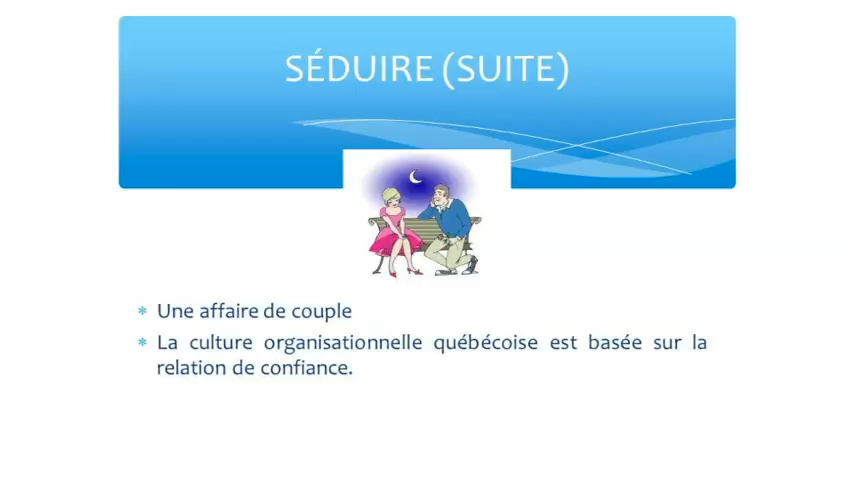 SÉDUIRE (SUITE)
* Une affaire de couple
* La culture organisationnelle québécoise est basée sur la
relation de confiance.